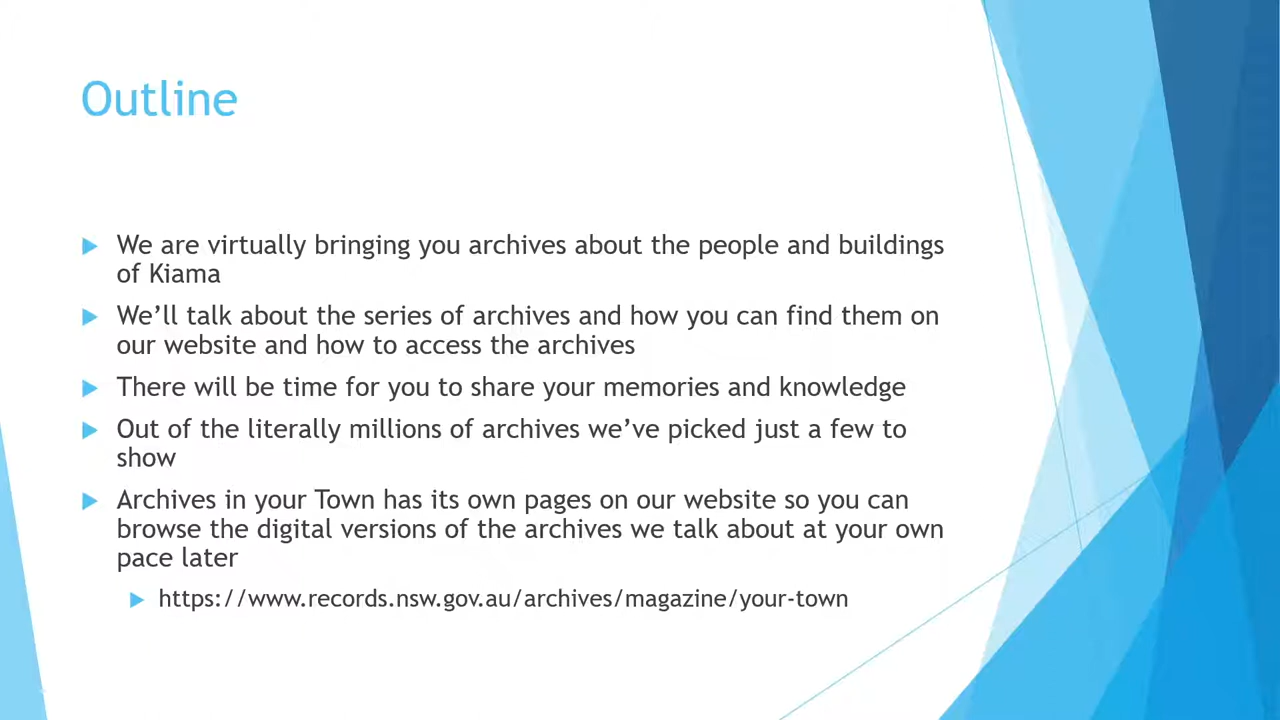 Outline
We are virtually bringing you archives about the people and buildings
of Kiama
We’ll talk about the series of archives and how you can find them on
our website and how to access the archives
There will be time for you to share your memories and knowledge
Out of the literally millions of archives we’ve picked just a few to
show
Archives in your Town has its own pages on our website so you can
browse the digital versions of the archives we talk about at your own
pace later
https://www.records.nsw.gov.au/archives/magazine/your-town